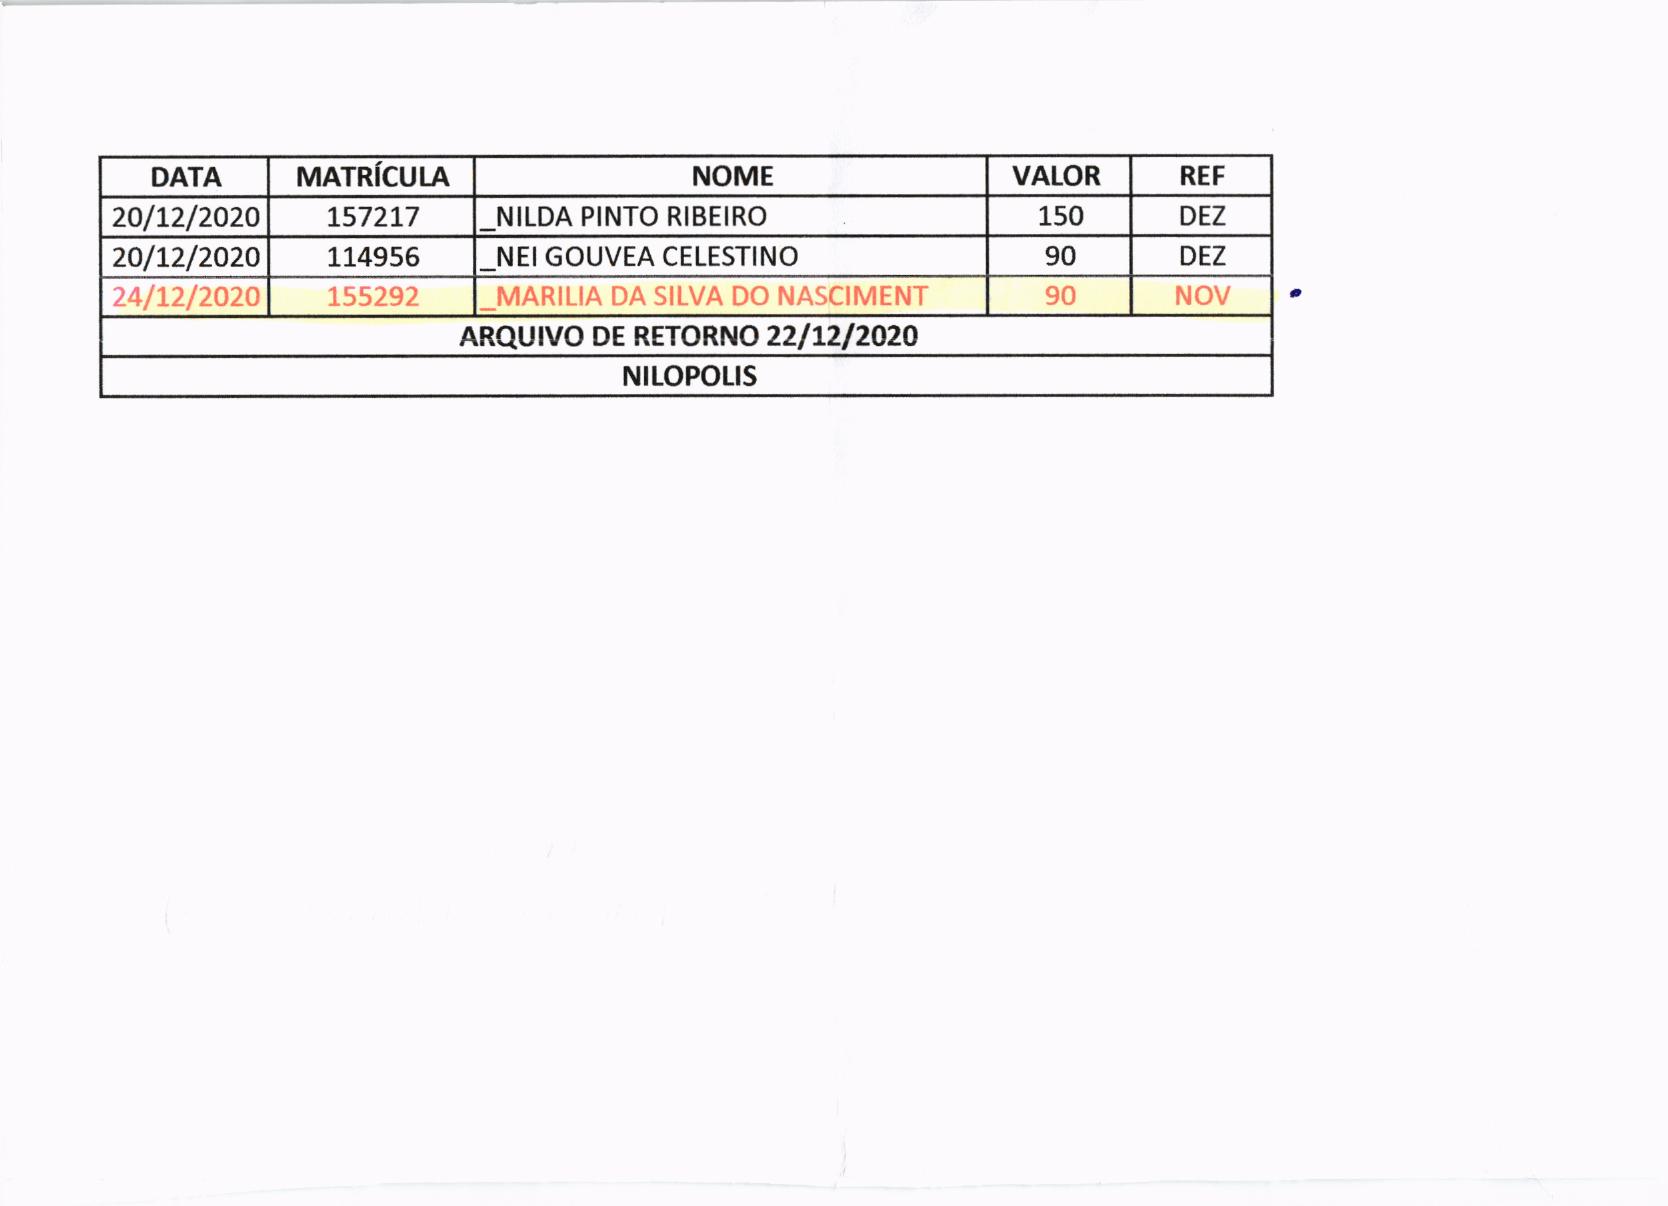 DATA MATRÍCULA NOME VALOR REF
20/12/2020 157217 _NILDA PINTO RIBEIRO 150 DEZ
20/12/2020 114956 _NEI GOUVEA CELESTINO 90 DEZ
24/12/2020 155292 _MARILIA DA SILVA DO NASCIMENT 90 NOV
ARQUIVO DE RETORNO 22/12/2020
NILOPOLIS